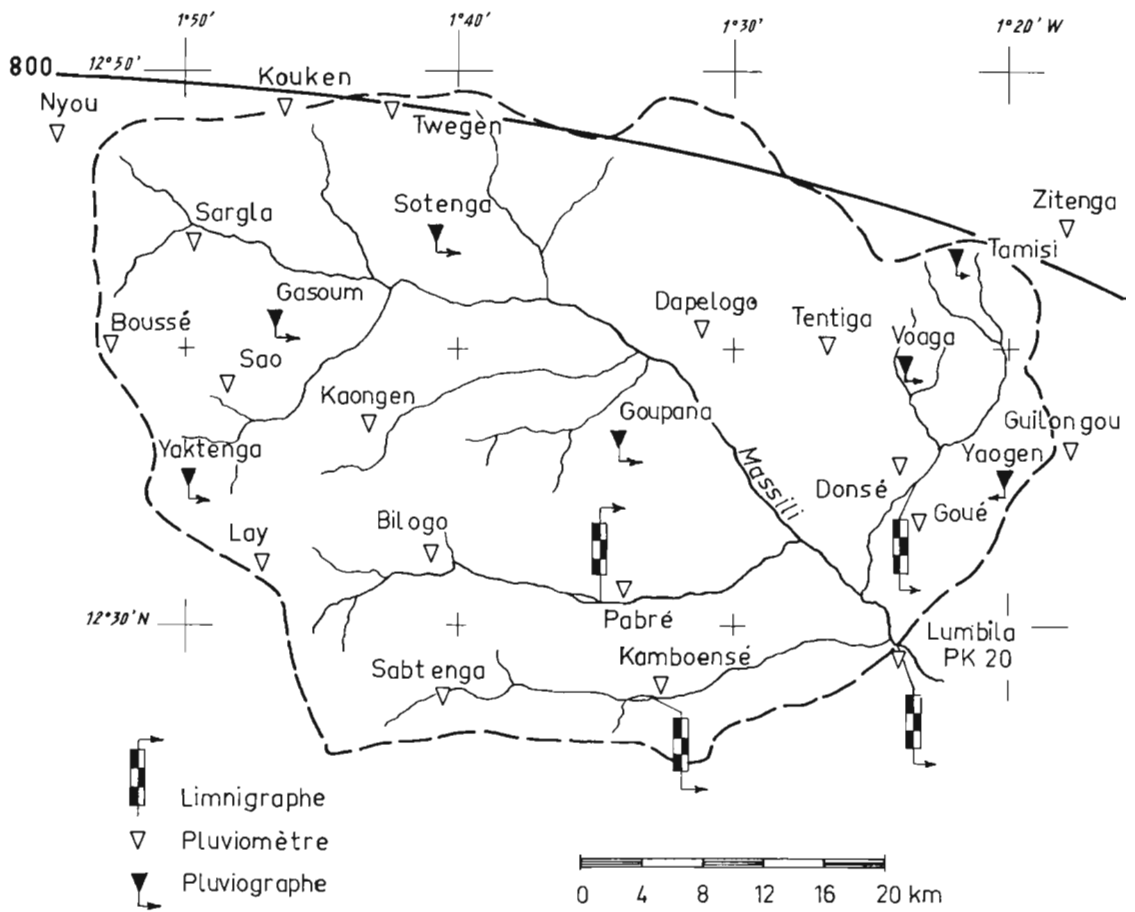 1°50'
1°40'
1°30'
1°20' W
800
12°50'
Kouken
Nyou
Twegen
Zitenga
Sargla
Sotenga
Tamisi
Gasoum
Dapelogo
Tentiga
Voaga
Boussé
Sao
Kaongen
Goupana
Guilongou
Yaktenga
Massili
Yaogen
Donsé
Goué
Lay
Bilogo
12°30' N
Pabré
Lumbila
PK 20
Kamboensé
Sabtenga
Limnigraphe
Pluviomètre
Pluviographe
0 4 8 12 16 20 km